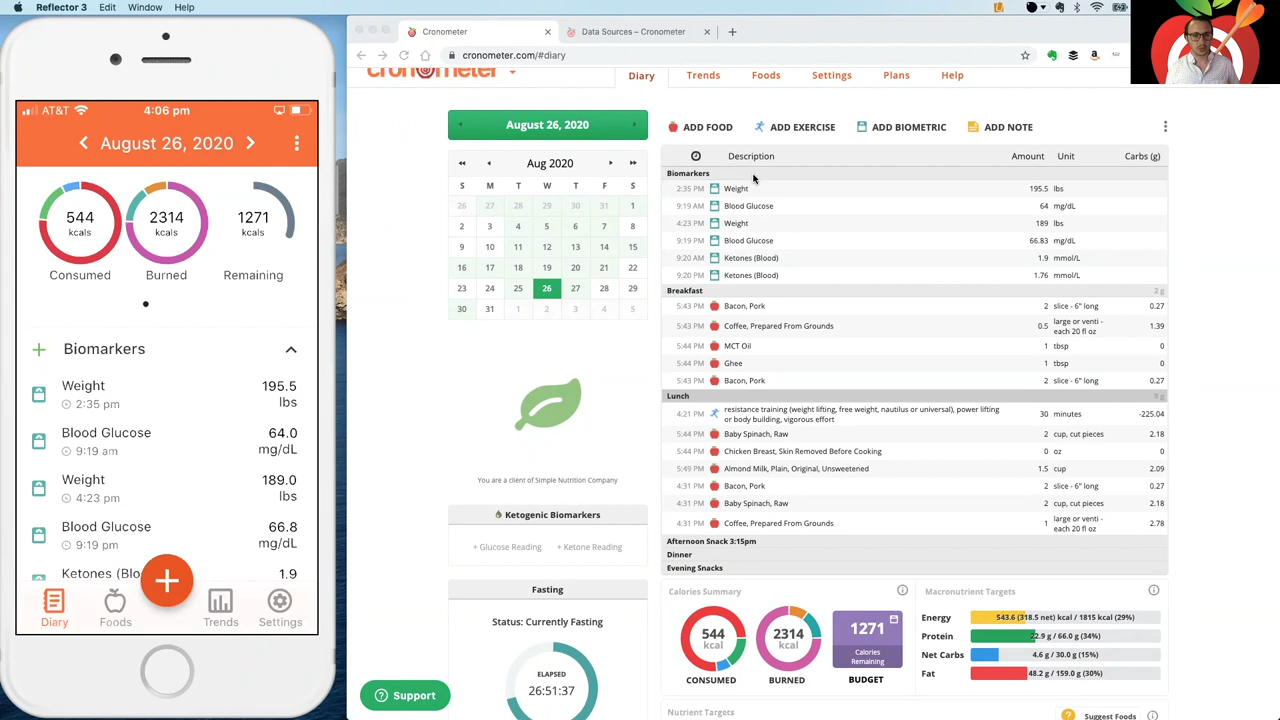 Reflector 3 Edit Window Help
AT&T 4:06 pm
August 26, 2020
544 kcals
2314 kcals
1271 kcals
Consumed Burned Remaining
Biomarkers
Weight 195.5
2:35 pm lbs
Blood Glucose 64.0
9:19 am mg/dL
Weight 189.0
4:23 pm lbs
Blood Glucose 66.8
9:19 pm mg/dL
Ketones (Blo 1.9
Diary Foods Trends Settings
Cronometer Data Sources – Cronometer
cronometer.com/#diary
cronometer Diary Trends Foods Settings Plans Help
August 26, 2020
Aug 2020
S M T W T F S
26 27 28 29 30 31 1
2 3 4 5 6 7 8
9 10 11 12 13 14 15
16 17 18 19 20 21 22
23 24 25 26 27 28 29
30 31 1 2 3 4 5
You are a client of Simple Nutrition Company
Ketogenic Biomarkers
+ Glucose Reading + Ketone Reading
Fasting
Status: Currently Fasting
ELAPSED
26:51:37
Support
ADD FOOD ADD EXERCISE ADD BIOMETRIC ADD NOTE
Description Amount Unit Carbs (g)
Biomarkers
2:35 PM Weight 195.5 lbs
9:19 AM Blood Glucose 64 mg/dL
4:23 PM Weight 189 lbs
9:19 PM Blood Glucose 66.83 mg/dL
9:20 AM Ketones (Blood) 1.9 mmol/L
9:20 PM Ketones (Blood) 1.76 mmol/L
Breakfast 2 g
5:43 PM Bacon, Pork 2 slice - 6" long 0.27
5:43 PM Coffee, Prepared From Grounds 0.5 large or venti - each 20 fl oz 1.39
5:44 PM MCT Oil 1 tbsp 0
5:44 PM Ghee 1 tbsp 0
5:43 PM Bacon, Pork 2 slice - 6" long 0.27
Lunch
4:21 PM resistance training (weight lifting, free weight, nautilus or universal), power lifting or body building, vigorous effort 30 minutes -225.04
5:44 PM Baby Spinach, Raw 2 cup, cut pieces 2.18
5:44 PM Chicken Breast, Skin Removed Before Cooking 0 oz 0
5:49 PM Almond Milk, Plain, Original, Unsweetened 1.5 cup 2.09
4:31 PM Bacon, Pork 2 slice - 6" long 0.27
4:31 PM Baby Spinach, Raw 2 cup, cut pieces 2.18
4:31 PM Coffee, Prepared From Grounds 1 large or venti - each 20 fl oz 2.78
Afternoon Snack 3:15pm
Dinner
Evening Snacks
Calories Summary
544 kcal
2314 kcal
1271
Calories Remaining
CONSUMED BURNED BUDGET
Macronutrient Targets
Energy 543.6 (318.5 net) kcal / 1815 kcal (29%)
Protein 22.9 g / 66.0 g (34%)
Net Carbs 4.6 g / 30.0 g (15%)
Fat 48.2 g / 159.0 g (30%)
Nutrient Targets
Suggest Foods